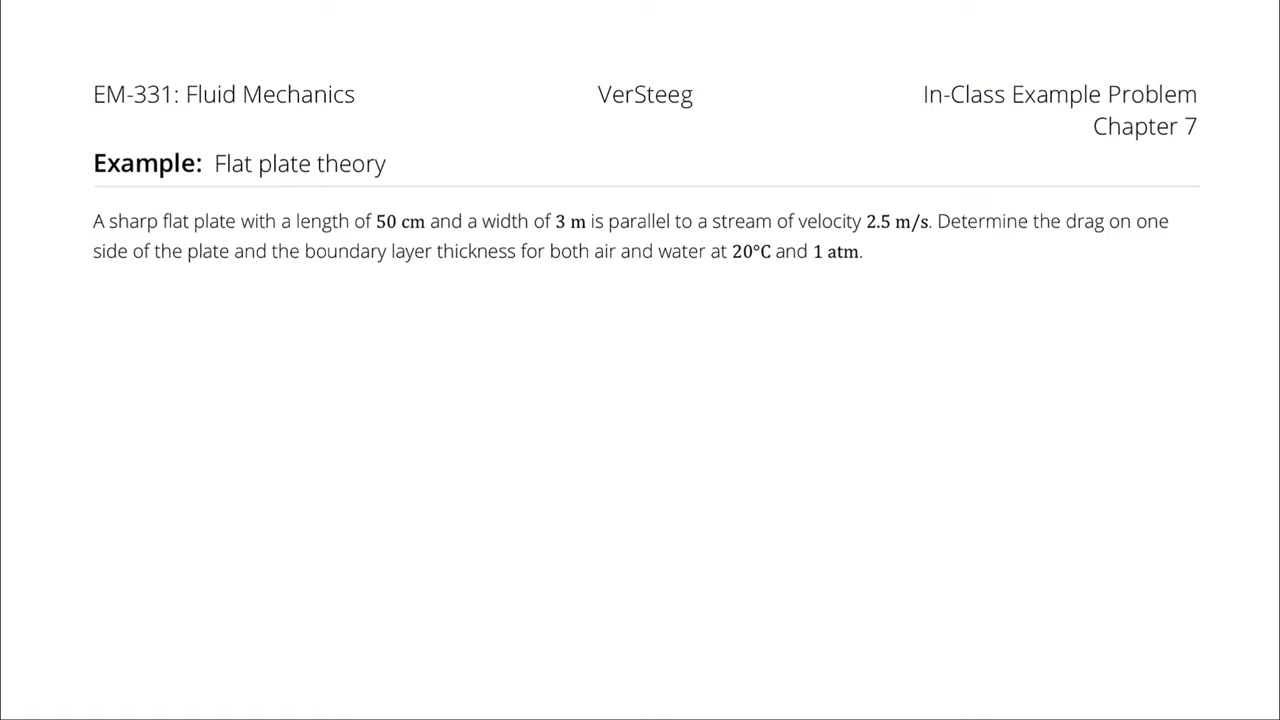 EM-331: Fluid Mechanics VerSteeg In-Class Example Problem
Chapter 7
Example: Flat plate theory
A sharp flat plate with a length of 50 cm and a width of 3 m is parallel to a stream of velocity 2.5 m/s. Determine the drag on one
side of the plate and the boundary layer thickness for both air and water at 20°C and 1 atm.